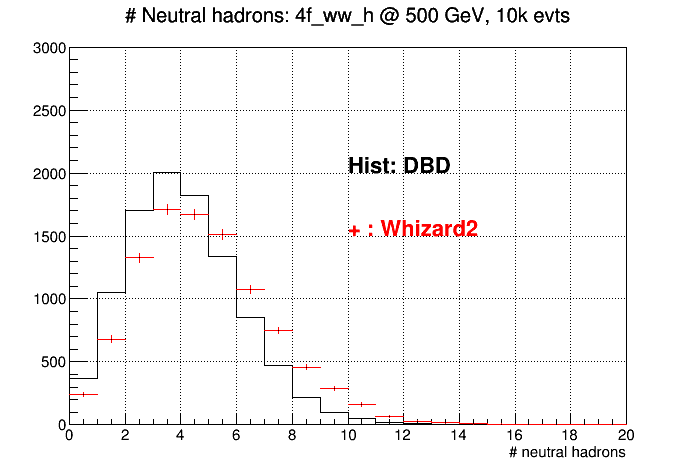 # Neutral hadrons: 4f_ww_h @ 500 GeV, 10k evts
3000
2500
2000
1500
1000
500
0
Hist: DBD
+ : Whizard2
0 2 4 6 8 10 12 14 16 18 20
# neutral hadrons